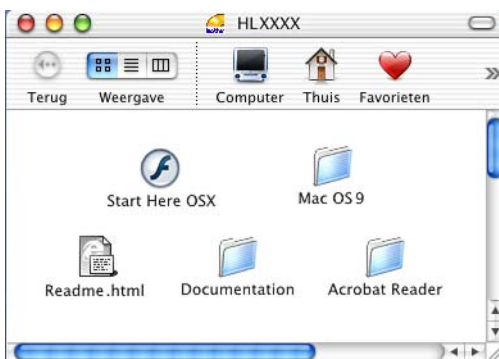 HLXXXX
Terug Weergave Computer Thuis Favorieten
Start Here OSX Mac OS 9
Readme.html Documentation Acrobat Reader